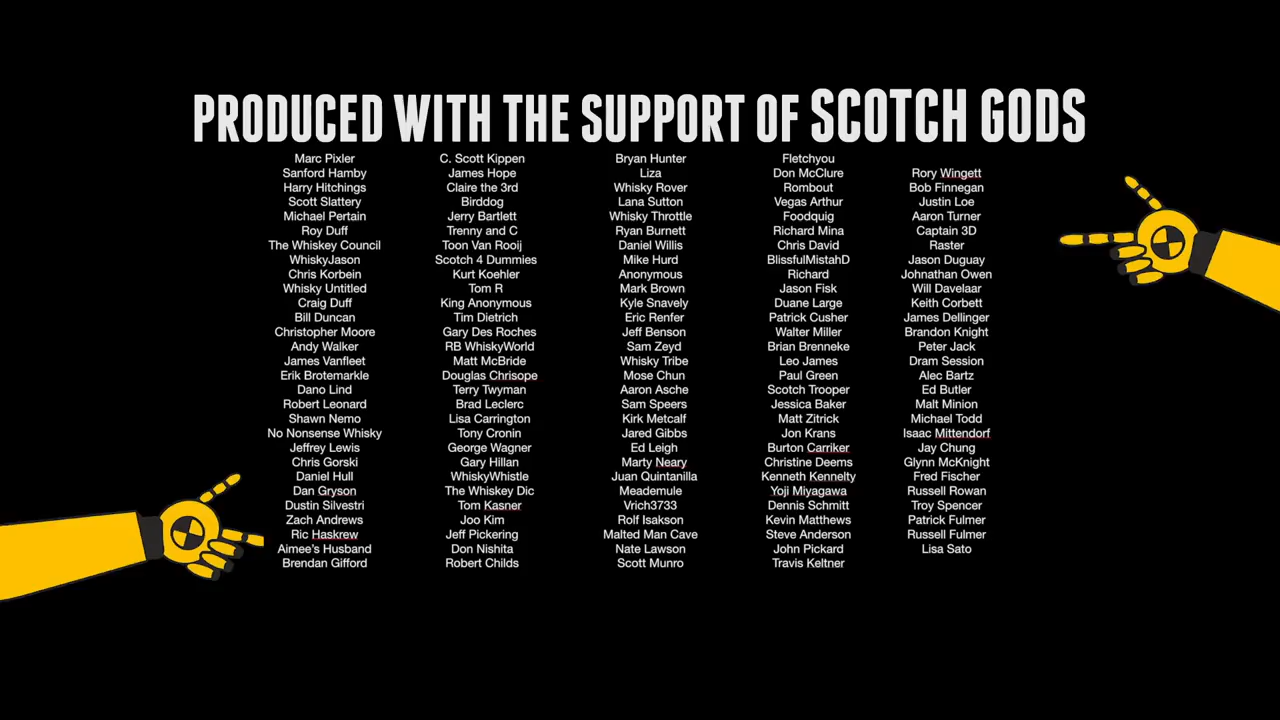 PRODUCED WITH THE SUPPORT OF SCOTCH GODS
Marc Pixler
Sanford Hamby
Harry Hitchings
Scott Slattery
Michael Pertain
Roy Duff
The Whiskey Council
WhiskyJason
Chris Korbein
Whisky Untitled
Craig Duff
Bill Duncan
Christopher Moore
Andy Walker
James Vanfleet
Erik Brotemarkle
Dano Lind
Robert Leonard
Shawn Nemo
No Nonsense Whisky
Jeffrey Lewis
Chris Gorski
Daniel Hull
Dan Gryson
Dustin Silvestri
Zach Andrews
Ric Haskrew
Aimee's Husband
Brendan Gifford
C. Scott Kippen
James Hope
Claire the 3rd
Birddog
Jerry Bartlett
Trenny and C
Toon Van Rooij
Scotch 4 Dummies
Kurt Koehler
Tom R
King Anonymous
Tim Dietrich
Gary Des Roches
RB WhiskyWorld
Matt McBride
Douglas Chrisope
Terry Twyman
Brad Leclerc
Lisa Carrington
Tony Cronin
George Wagner
Gary Hillan
WhiskyWhistle
The Whiskey Dic
Tom Kasner
Joo Kim
Jeff Pickering
Don Nishita
Robert Childs
Bryan Hunter
Liza
Whisky Rover
Lana Sutton
Whisky Throttle
Ryan Burnett
Daniel Willis
Mike Hurd
Anonymous
Mark Brown
Kyle Snavely
Eric Renfer
Jeff Benson
Sam Zeyd
Whisky Tribe
Mose Chun
Aaron Asche
Sam Speers
Kirk Metcalf
Jared Gibbs
Ed Leigh
Marty Neary
Juan Quintanilla
Meademule
Vrich3733
Rolf Isakson
Malted Man Cave
Nate Lawson
Scott Munro
Fletchyou
Don McClure
Rombout
Vegas Arthur
Foodquig
Richard Mina
Chris David
BlissfulMistahD
Richard
Jason Fisk
Duane Large
Patrick Cusher
Walter Miller
Brian Brenneke
Leo James
Paul Green
Scotch Trooper
Jessica Baker
Matt Zitrick
Jon Krans
Burton Carriker
Christine Deems
Kenneth Kennelty
Yoji Miyagawa
Dennis Schmitt
Kevin Matthews
Steve Anderson
John Pickard
Travis Keltner
Rory Wingett
Bob Finnegan
Justin Loe
Aaron Turner
Captain 3D
Raster
Jason Duguay
Johnathan Owen
Will Davelaar
Keith Corbett
James Dellinger
Brandon Knight
Peter Jack
Dram Session
Alec Bartz
Ed Butler
Malt Minion
Michael Todd
Isaac Mittendorf
Jay Chung
Glynn McKnight
Fred Fischer
Russell Rowan
Troy Spencer
Patrick Fulmer
Russell Fulmer
Lisa Sato